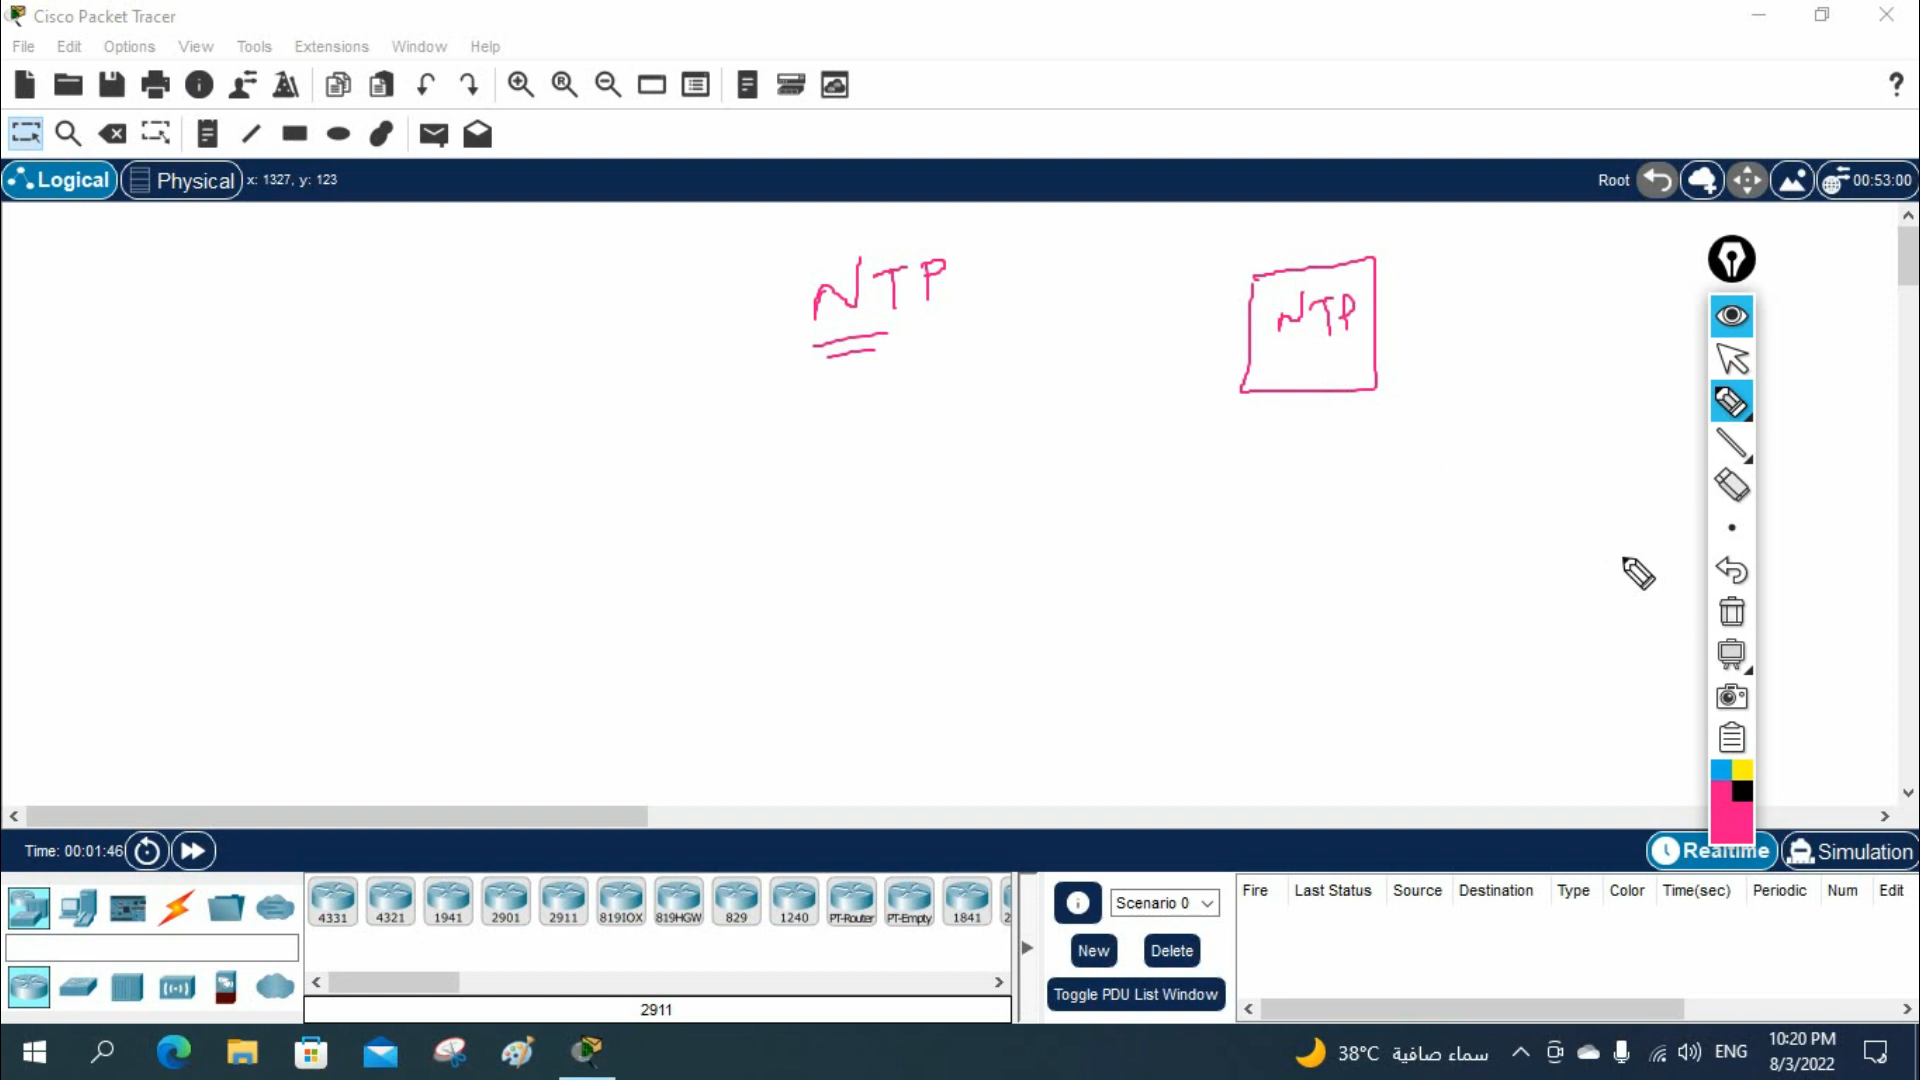 Cisco Packet Tracer
File Edit Options View Tools Extensions Window Help
Logical Physical x: 1327, y: 123 Root 00:53:00
NTP
NTP
Time: 00:01:46 Realtime Simulation
4331 4321 1941 2901 2911 819IOX 819HGW 829 1240 PT-Router PT-Empty 1841 2
2911
Scenario 0
New Delete
Toggle PDU List Window
Fire Last Status Source Destination Type Color Time(sec) Periodic Num Edit
38°C سماء صافية ENG 10:20 PM
8/3/2022